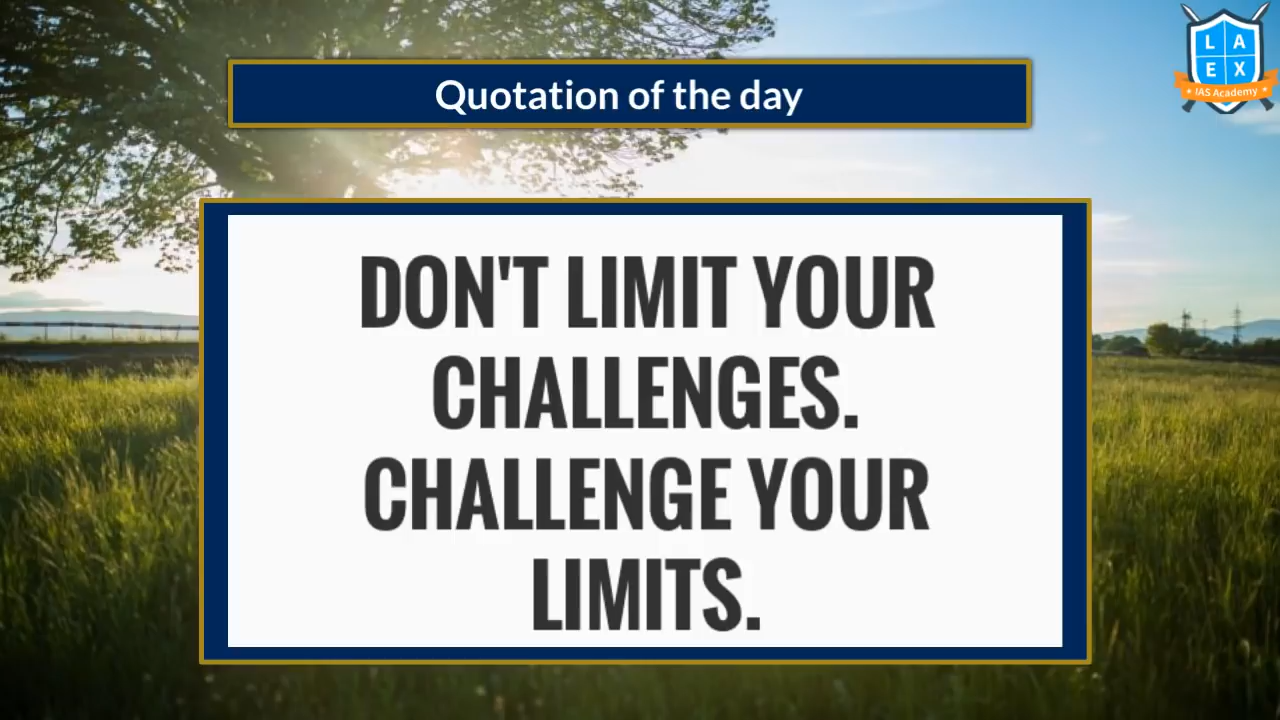 L A
E X
IAS Academy
Quotation of the day
DON'T LIMIT YOUR
CHALLENGES.
CHALLENGE YOUR
LIMITS.